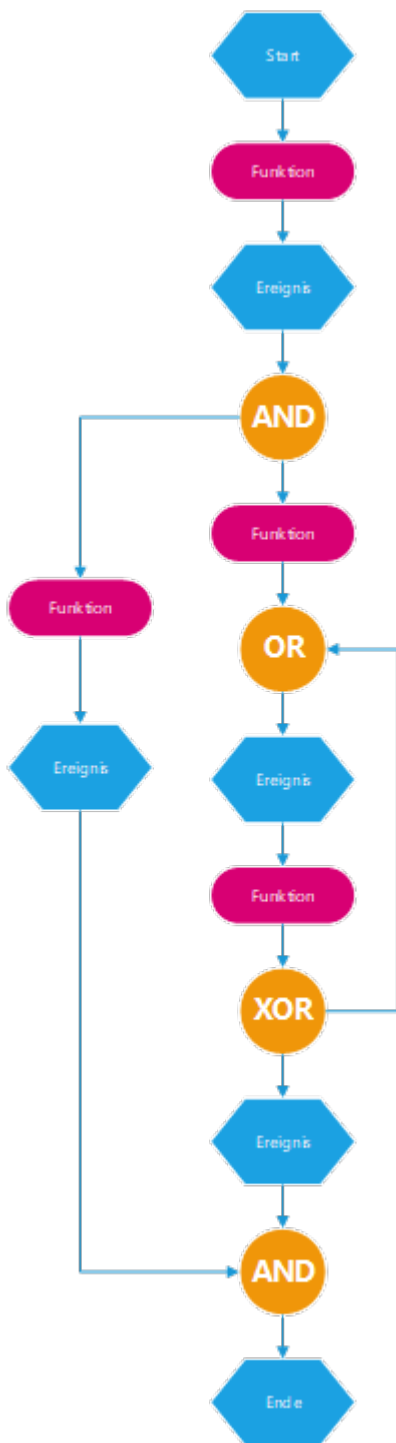 Start
Funktion
Ereignis
AND
Funktion
Funktion
OR
Ereignis
Ereignis
Funktion
XOR
Ereignis
AND
Ende